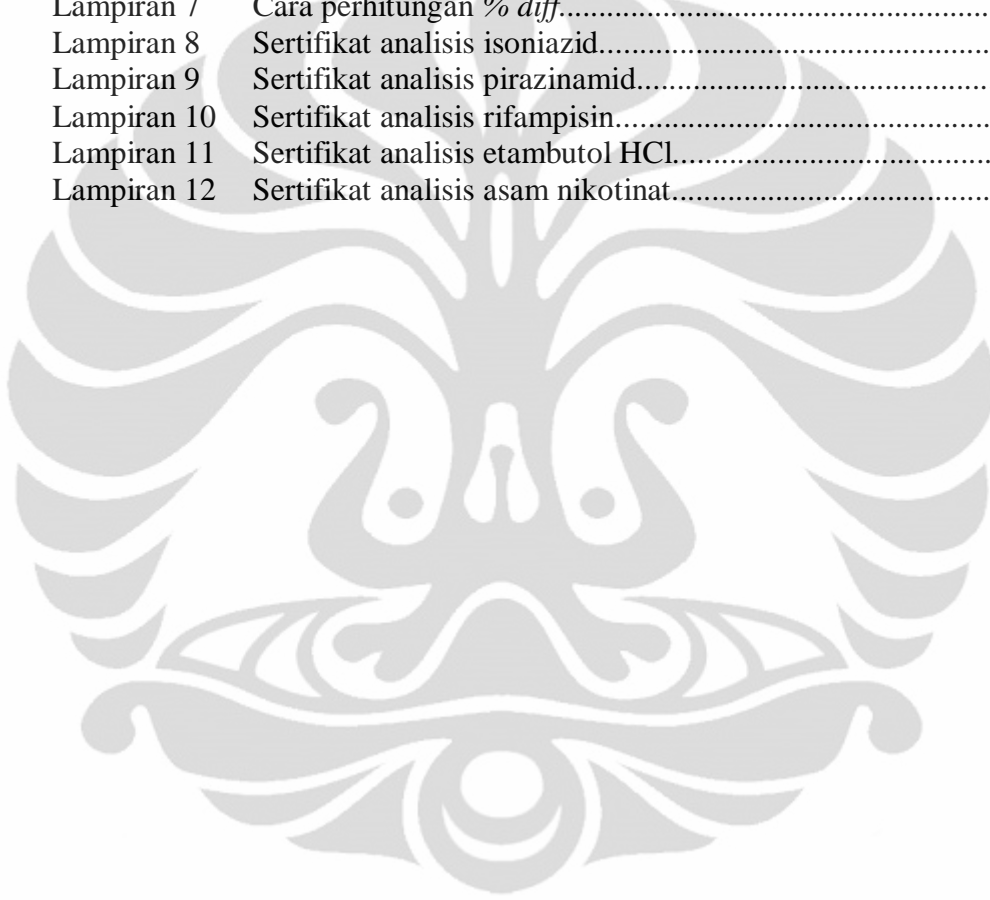 Lampiran 7 Cara perhitungan % diff..................................................
Lampiran 8 Sertifikat analisis isoniazid.............................................
Lampiran 9 Sertifikat analisis pirazinamid........................................
Lampiran 10 Sertifikat analisis rifampisin...........................................
Lampiran 11 Sertifikat analisis etambutol HCl.....................................
Lampiran 12 Sertifikat analisis asam nikotinat.....................................